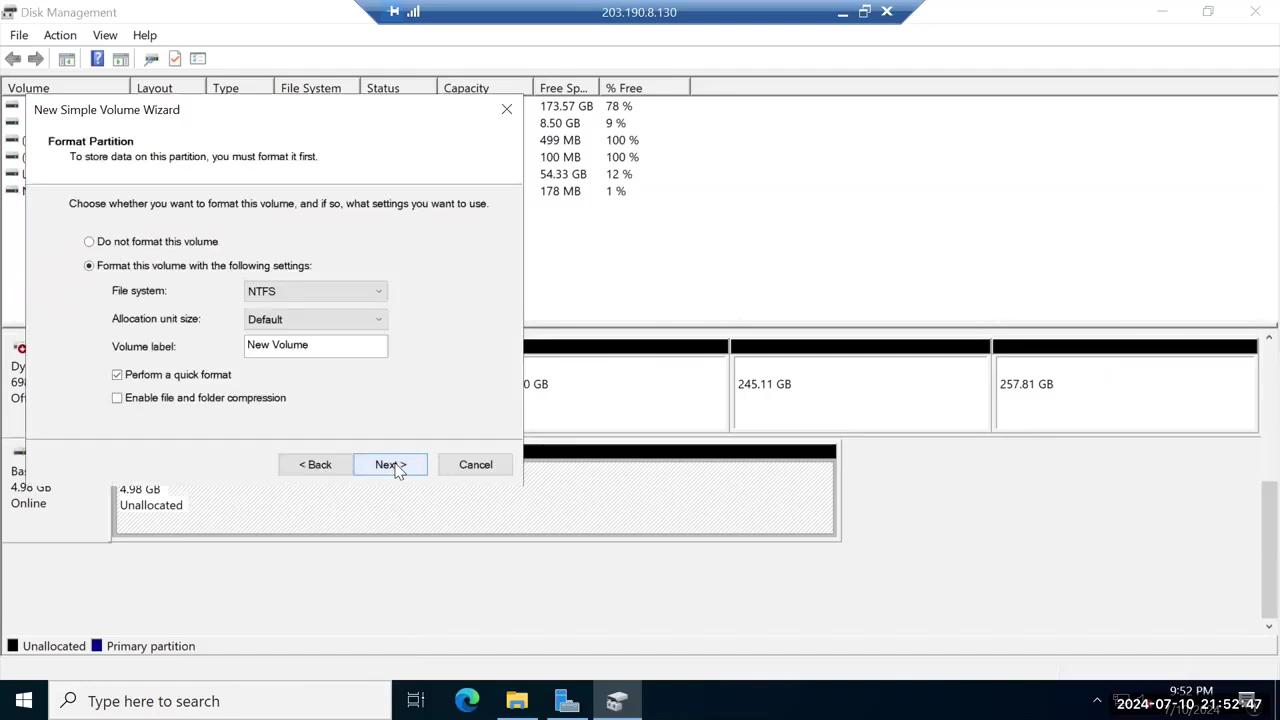 Disk Management
203.190.8.130
File Action View Help
Volume Layout Type File System Status Capacity Free Sp... % Free
173.57 GB 78 %
8.50 GB 9 %
499 MB 100 %
100 MB 100 %
54.33 GB 12 %
178 MB 1 %
New Simple Volume Wizard
Format Partition
To store data on this partition, you must format it first.
Choose whether you want to format this volume, and if so, what settings you want to use.
Do not format this volume
Format this volume with the following settings:
File system: NTFS
Allocation unit size: Default
Volume label: New Volume
Perform a quick format
Enable file and folder compression
< Back Next > Cancel
Dy
698
Off
0 GB
245.11 GB
257.81 GB
Ba
4.98 GB
Online
4.98 GB
Unallocated
Unallocated Primary partition
Type here to search
9:52 PM
7/10/2024
2024-07-10 21:52:47